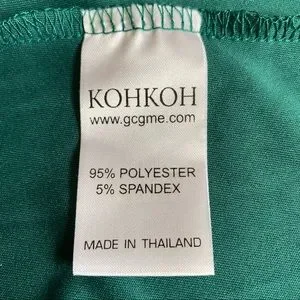 KOHKOH
www.gcgme.com
95% POLYESTER
5% SPANDEX
MADE IN THAILAND